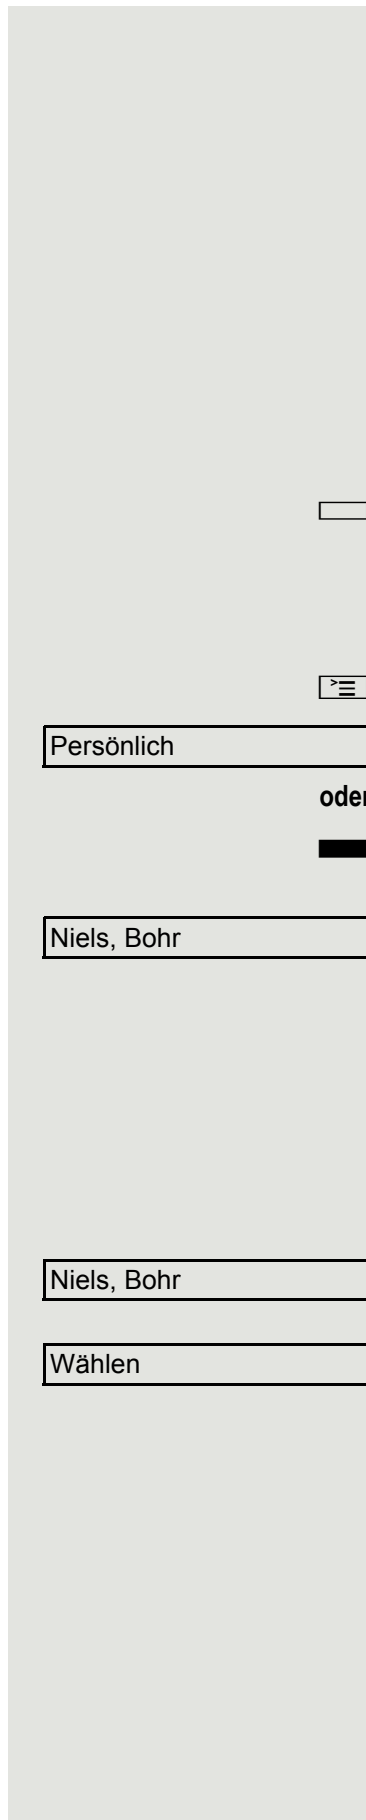 Persönlich
oder
Niels, Bohr
Niels, Bohr
Wählen